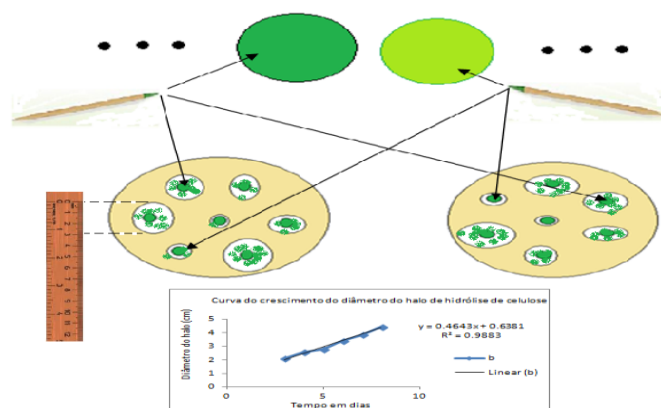 Curva do crescimento do diâmetro do halo de hidrólise de celulose
Diâmetro do halo (cm)
5
4
3
2
1
0
0
5
10
Tempo em dias
y = 0.4643x + 0.6381
R² = 0.9883
b
Linear (b)